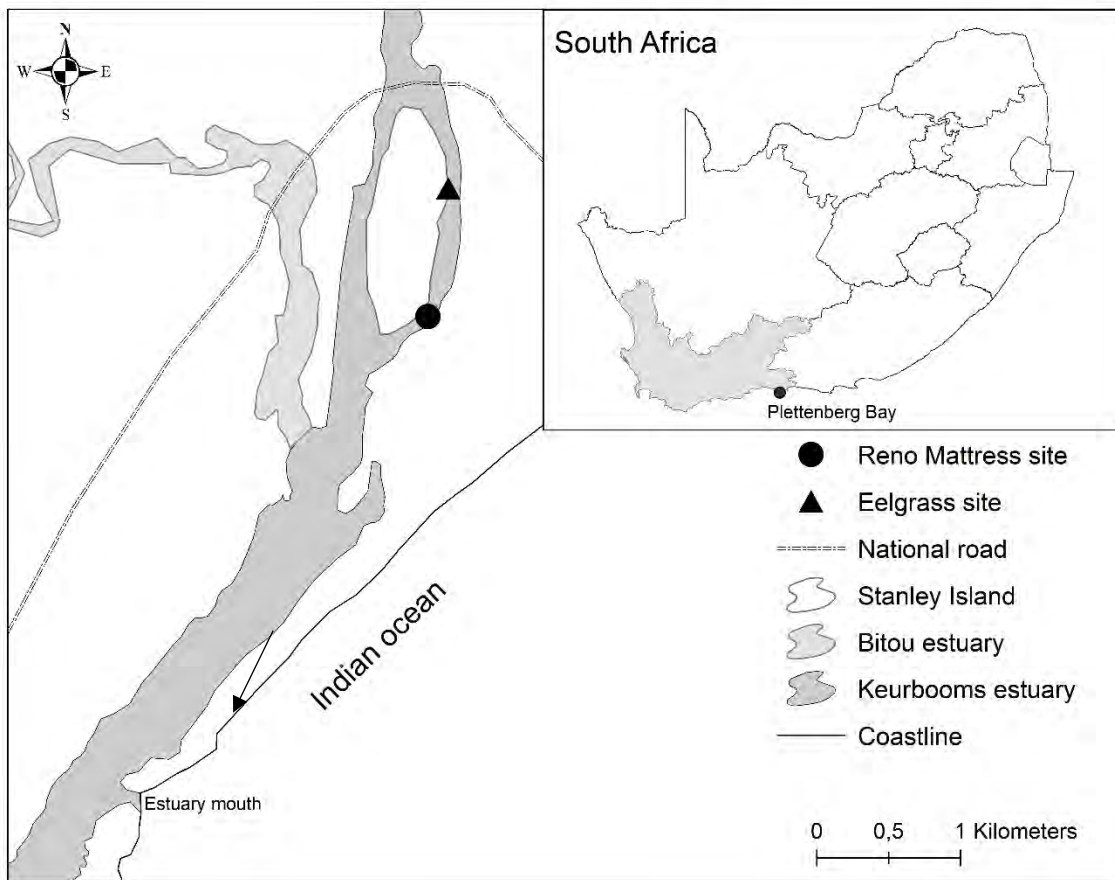 N
W E
S
South Africa
Plettenberg Bay
Indian ocean
Estuary mouth
Reno Mattress site
Eelgrass site
National road
Stanley Island
Bitou estuary
Keurbooms estuary
Coastline
0 0,5 1 Kilometers